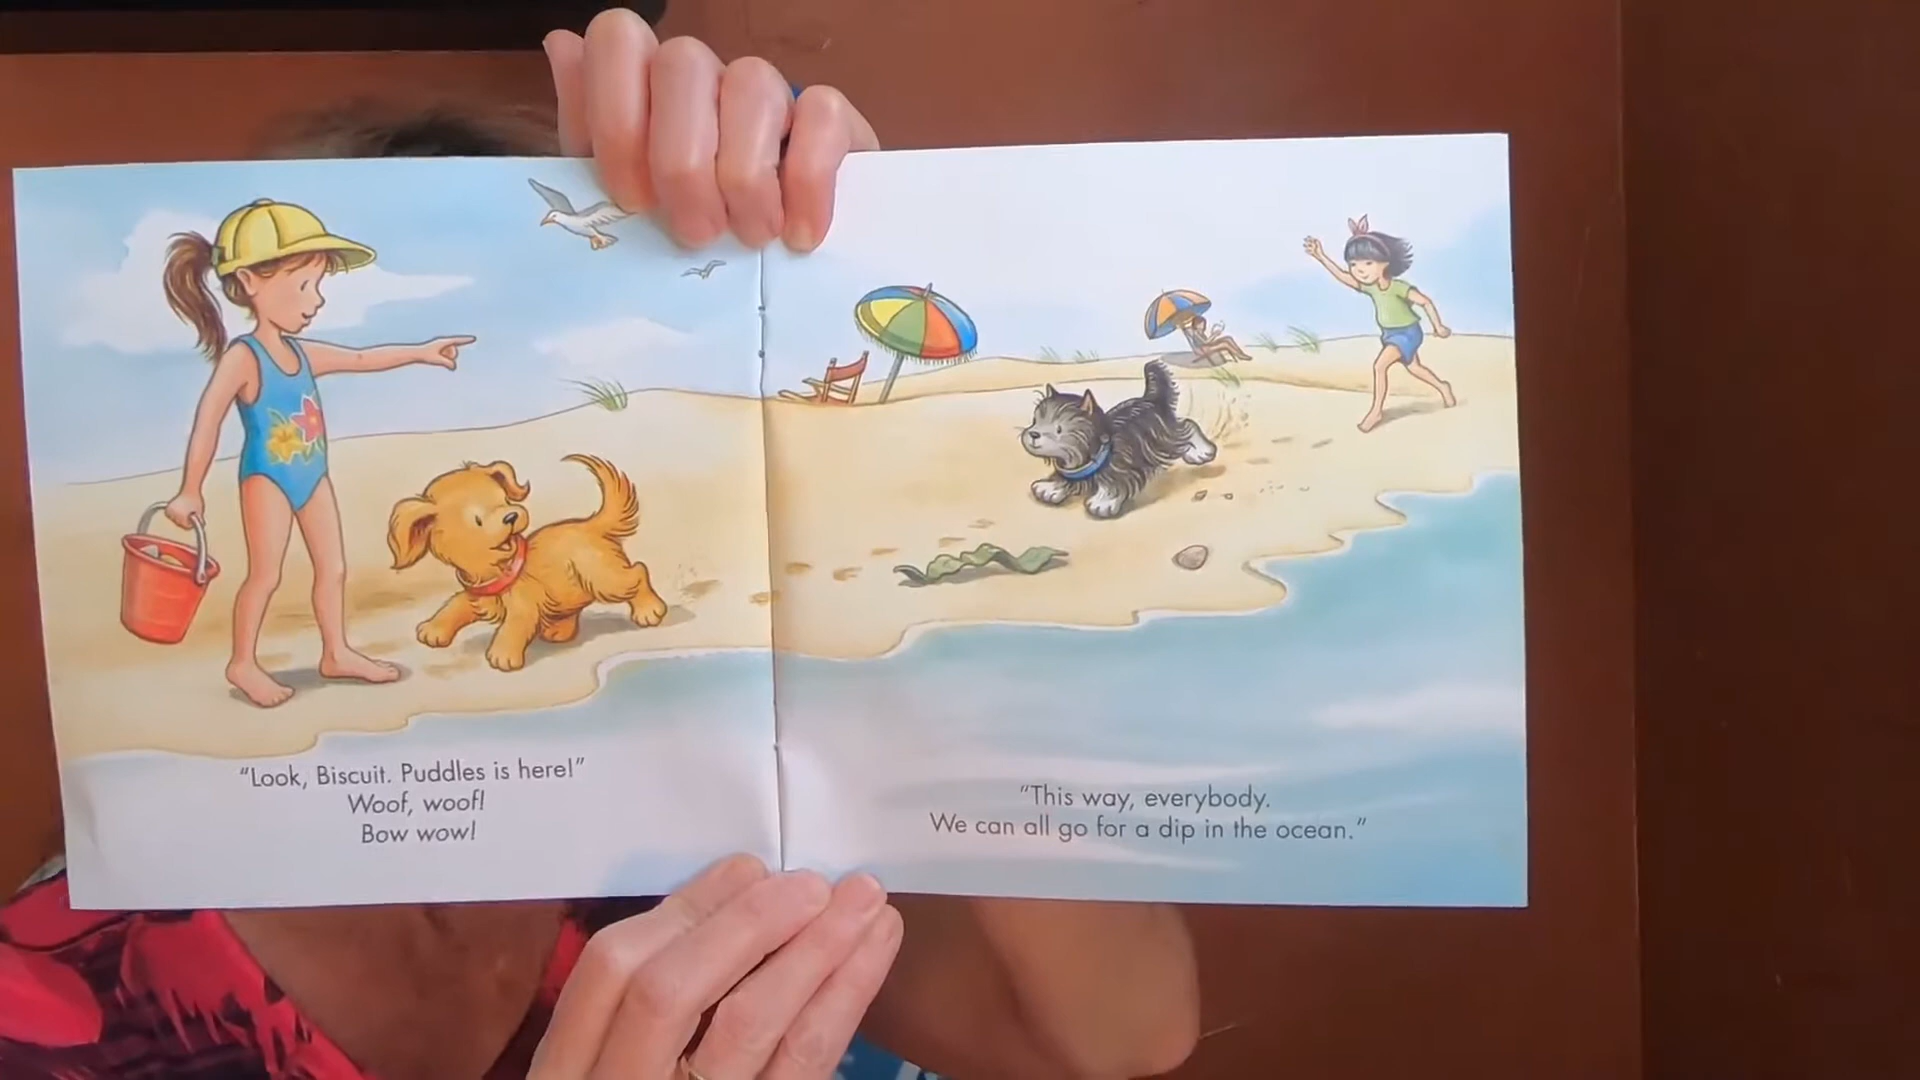 “Look, Biscuit. Puddles is here!”
Woof, woof!
Bow wow!
“This way, everybody.
We can all go for a dip in the ocean.”